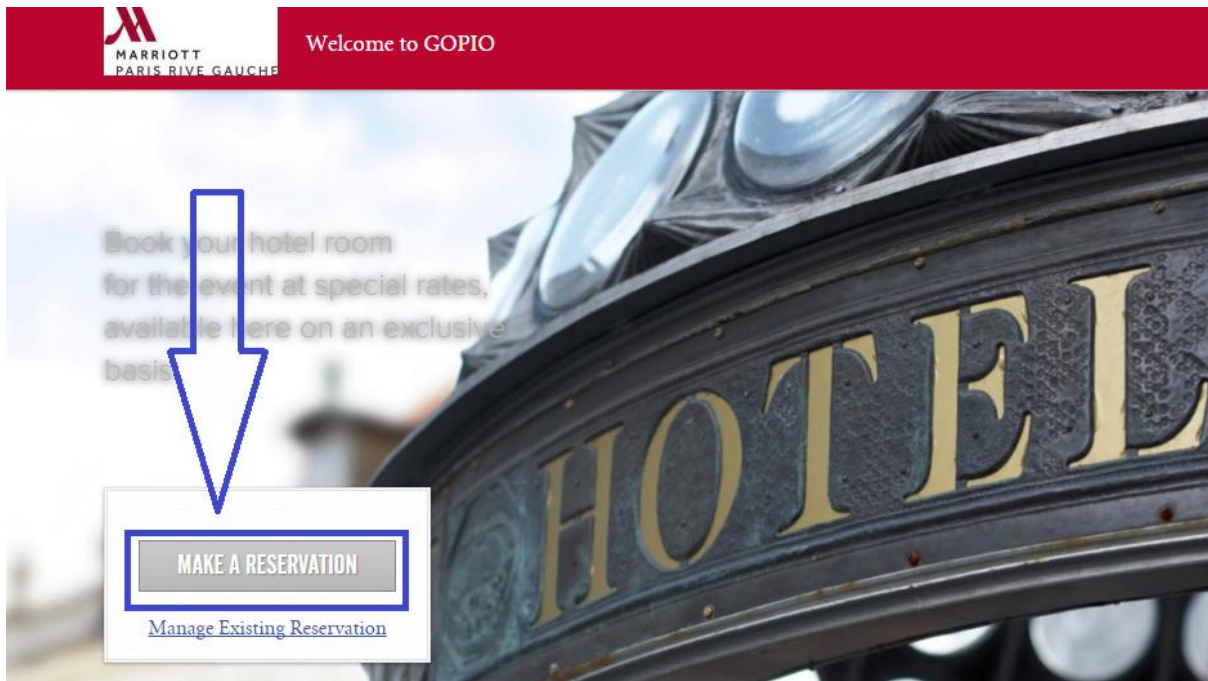 MARRIOTT
PARIS RIVE GAUCHE
Welcome to GOPIO
Book your hotel room
for the event at special rates,
available here on an exclusive
basis
HOTEL
MAKE A RESERVATION
Manage Existing Reservation